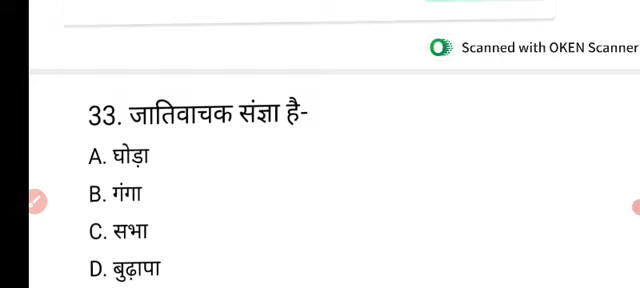 Scanned with OKEN Scanner
33. जातिवाचक संज्ञा है-
A. घोड़ा
B. गंगा
C. सभा
D. बुढ़ापा